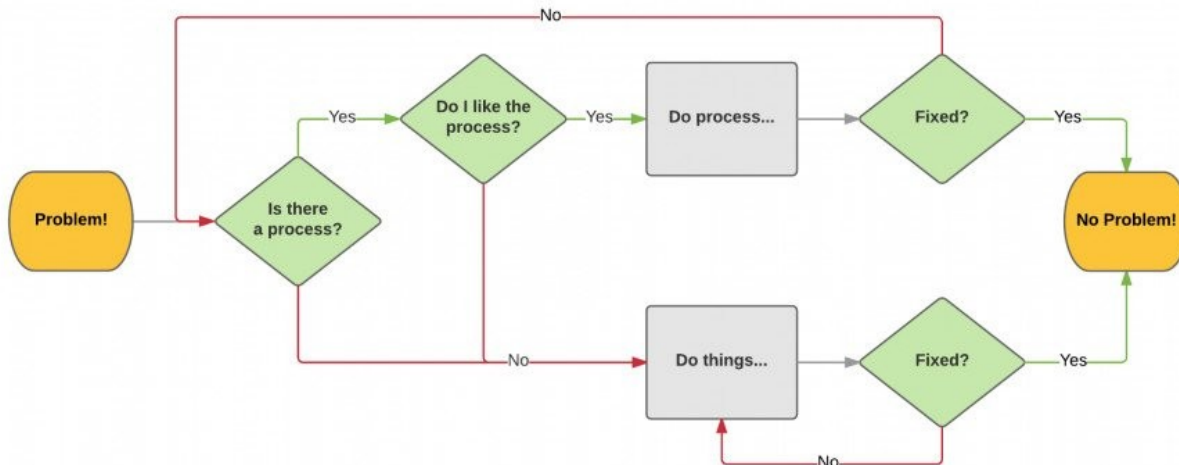 No
Do I like the
process?
Yes
Yes
Do process...
Fixed?
Yes
Problem!
Is there
a process?
No Problem!
No
Do things...
Fixed?
Yes
No